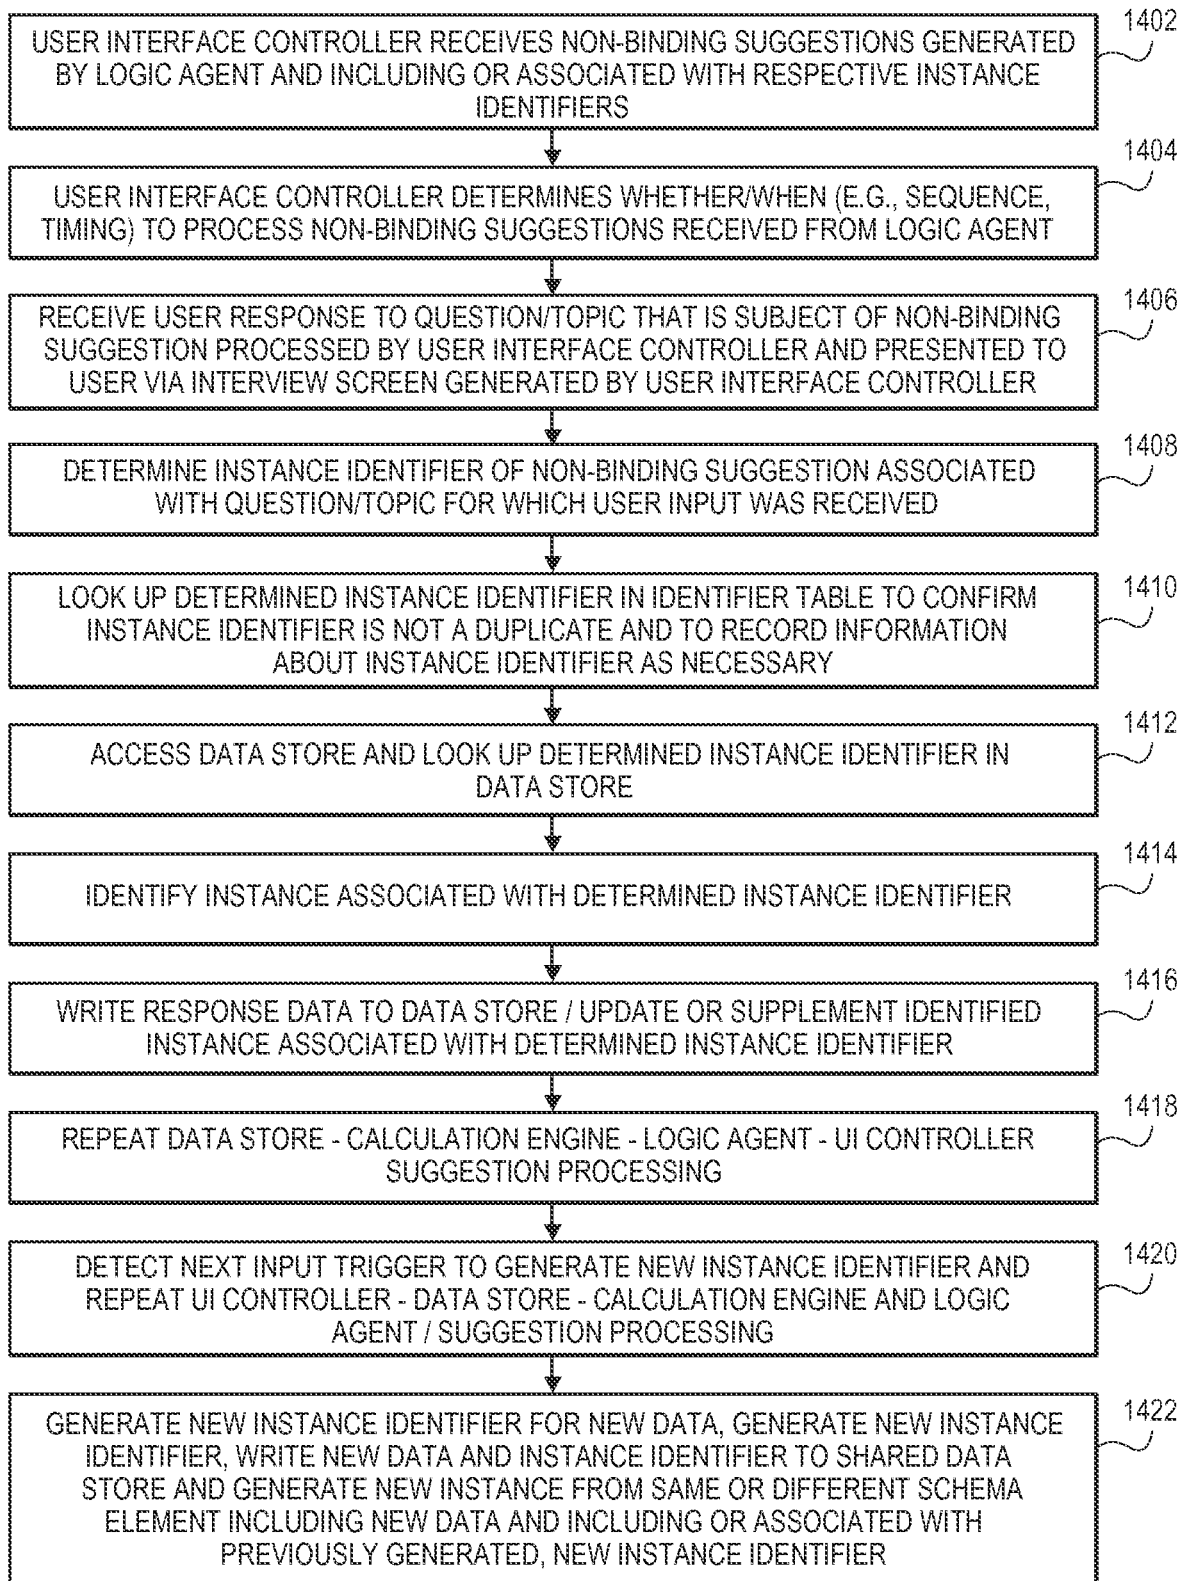 1402
USER INTERFACE CONTROLLER RECEIVES NON-BINDING SUGGESTIONS GENERATED
BY LOGIC AGENT AND INCLUDING OR ASSOCIATED WITH RESPECTIVE INSTANCE
IDENTIFIERS
1404
USER INTERFACE CONTROLLER DETERMINES WHETHER/WHEN (E.G., SEQUENCE,
TIMING) TO PROCESS NON-BINDING SUGGESTIONS RECEIVED FROM LOGIC AGENT
1406
RECEIVE USER RESPONSE TO QUESTION/TOPIC THAT IS SUBJECT OF NON-BINDING
SUGGESTION PROCESSED BY USER INTERFACE CONTROLLER AND PRESENTED TO
USER VIA INTERVIEW SCREEN GENERATED BY USER INTERFACE CONTROLLER
1408
DETERMINE INSTANCE IDENTIFIER OF NON-BINDING SUGGESTION ASSOCIATED
WITH QUESTION/TOPIC FOR WHICH USER INPUT WAS RECEIVED
1410
LOOK UP DETERMINED INSTANCE IDENTIFIER IN IDENTIFIER TABLE TO CONFIRM
INSTANCE IDENTIFIER IS NOT A DUPLICATE AND TO RECORD INFORMATION
ABOUT INSTANCE IDENTIFIER AS NECESSARY
1412
ACCESS DATA STORE AND LOOK UP DETERMINED INSTANCE IDENTIFIER IN
DATA STORE
1414
IDENTIFY INSTANCE ASSOCIATED WITH DETERMINED INSTANCE IDENTIFIER
1416
WRITE RESPONSE DATA TO DATA STORE / UPDATE OR SUPPLEMENT IDENTIFIED
INSTANCE ASSOCIATED WITH DETERMINED INSTANCE IDENTIFIER
1418
REPEAT DATA STORE - CALCULATION ENGINE - LOGIC AGENT - UI CONTROLLER
SUGGESTION PROCESSING
1420
DETECT NEXT INPUT TRIGGER TO GENERATE NEW INSTANCE IDENTIFIER AND
REPEAT UI CONTROLLER - DATA STORE - CALCULATION ENGINE AND LOGIC
AGENT / SUGGESTION PROCESSING
1422
GENERATE NEW INSTANCE IDENTIFIER FOR NEW DATA, GENERATE NEW INSTANCE
IDENTIFIER, WRITE NEW DATA AND INSTANCE IDENTIFIER TO SHARED DATA
STORE AND GENERATE NEW INSTANCE FROM SAME OR DIFFERENT SCHEMA
ELEMENT INCLUDING NEW DATA AND INCLUDING OR ASSOCIATED WITH
PREVIOUSLY GENERATED, NEW INSTANCE IDENTIFIER